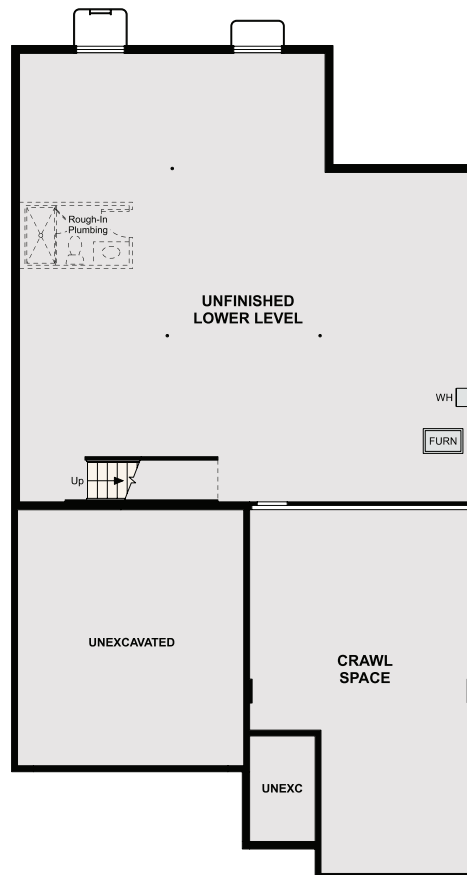 Rough-In
Plumbing
UNFINISHED
LOWER LEVEL
WH
FURN
Up
UNEXCAVATED
CRAWL
SPACE
UNEXC